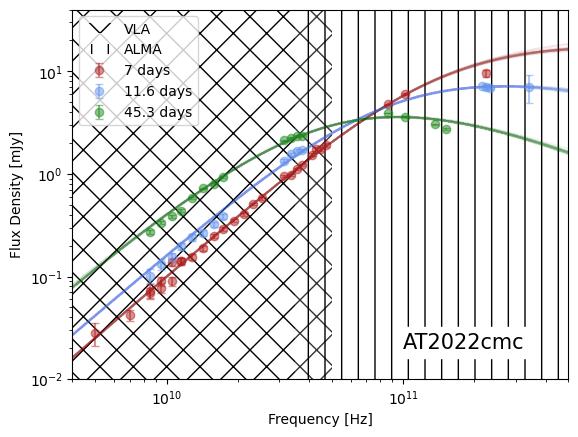 VLA
ALMA
7 days
11.6 days
45.3 days
Flux Density [mJy]
10¹
10⁰
10⁻¹
10⁻²
AT2022cmc
10¹⁰
10¹¹
Frequency [Hz]